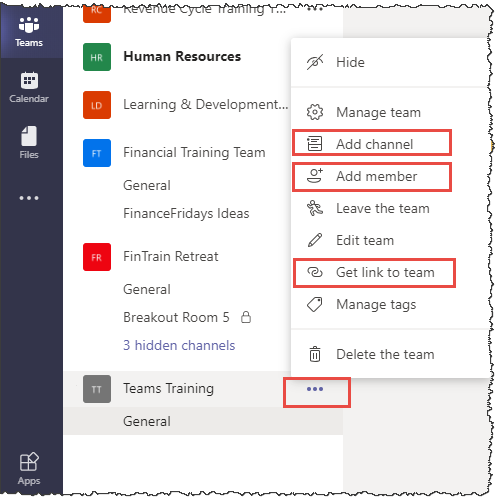 RC Revenue Cycle Training T...
Teams
HR Human Resources
Hide
Calendar
LD Learning & Development...
Manage team
Files
FT Financial Training Team
Add channel
General
Add member
FinanceFridays Ideas
Leave the team
Edit team
FR FinTrain Retreat
Get link to team
General
Manage tags
Breakout Room 5
3 hidden channels
Delete the team
TT Teams Training
General
Apps